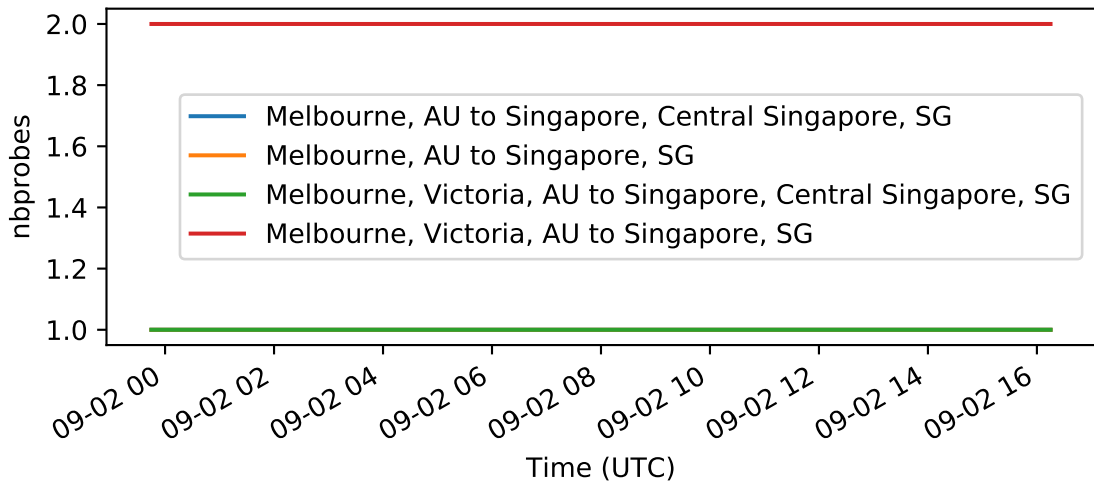 2.0
1.8
1.6
1.4
1.2
1.0
nbprobes
Melbourne, AU to Singapore, Central Singapore, SG
Melbourne, AU to Singapore, SG
Melbourne, Victoria, AU to Singapore, Central Singapore, SG
Melbourne, Victoria, AU to Singapore, SG
09-02 00
09-02 02
09-02 04
09-02 06
09-02 08
09-02 10
09-02 12
09-02 14
09-02 16
Time (UTC)